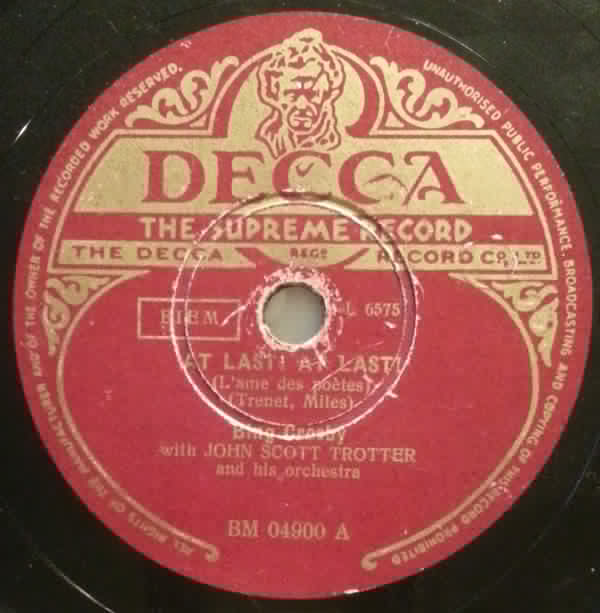 ALL RIGHTS OF THE MANUFACTURER AND OF THE OWNER OF THE RECORDED WORK RESERVED.
UNAUTHORISED PUBLIC PERFORMANCE, BROADCASTING AND COPYING OF THIS RECORD PROHIBITED
DECCA
THE SUPREME RECORD
THE DECCA REGD RECORD CO., LTD.
BIEM
L 6575
AT LAST! AT LAST!
(L'ame des poètes)
(Trenet, Miles)
Bing Crosby
with JOHN SCOTT TROTTER
and his orchestra
BM 04900 A